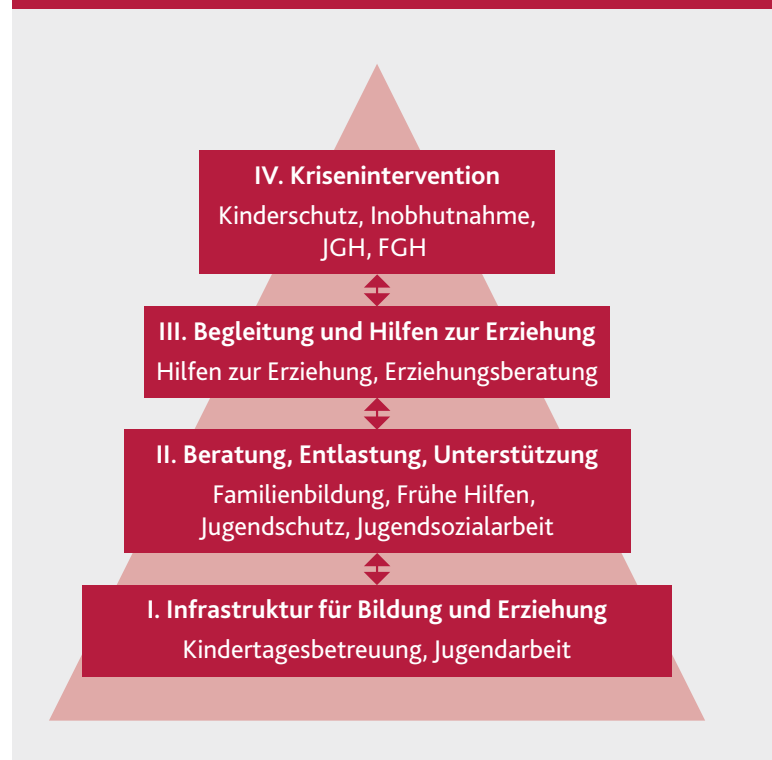 IV. Krisenintervention
Kinderschutz, Inobhutnahme,
JGH, FGH
III. Begleitung und Hilfen zur Erziehung
Hilfen zur Erziehung, Erziehungsberatung
II. Beratung, Entlastung, Unterstützung
Familienbildung, Frühe Hilfen,
Jugendschutz, Jugendsozialarbeit
I. Infrastruktur für Bildung und Erziehung
Kindertagesbetreuung, Jugendarbeit